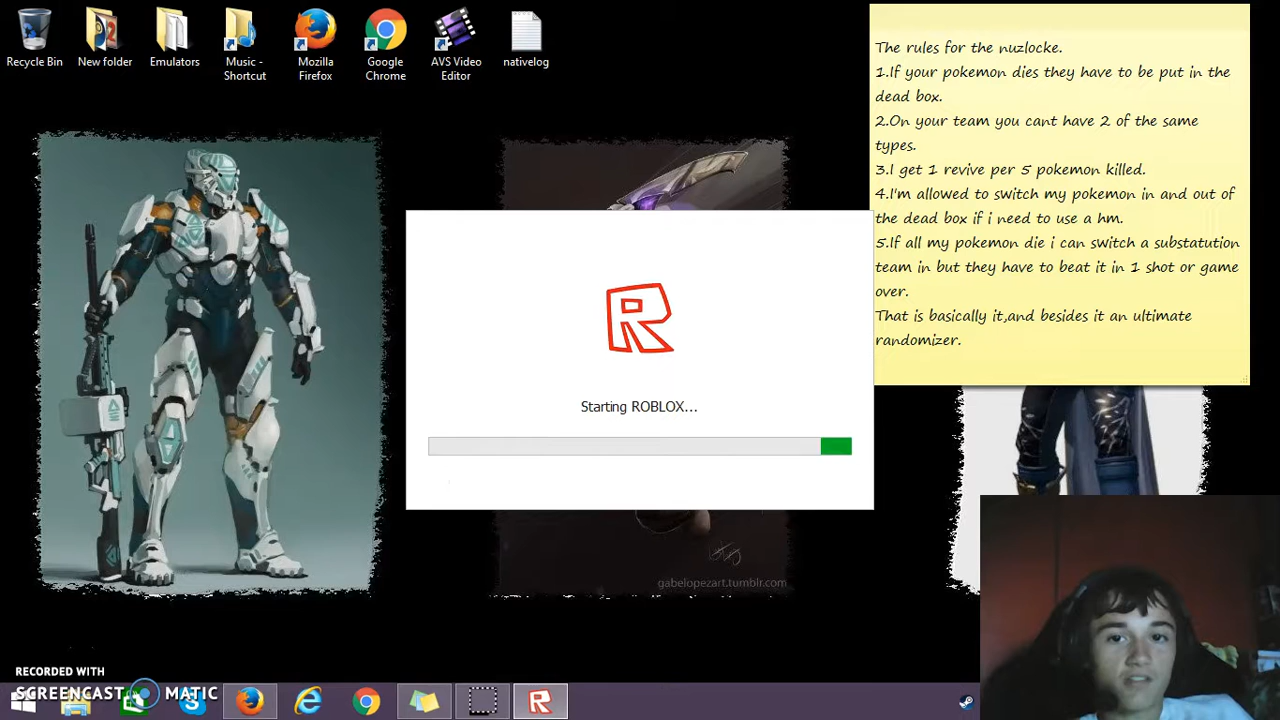 Recycle Bin
New folder
Emulators
Music -
Shortcut
Mozilla
Firefox
Google
Chrome
AVS Video
Editor
nativelog
The rules for the nuzlocke.
1.If your pokemon dies they have to be put in the
dead box.
2.On your team you cant have 2 of the same
types.
3.I get 1 revive per 5 pokemon killed.
4.I'm allowed to switch my pokemon in and out of
the dead box if i need to use a hm.
5.If all my pokemon die i can switch a substatution
team in but they have to beat it in 1 shot or game
over.
That is basically it,and besides it an ultimate
randomizer.
R
Starting ROBLOX...
gabelopezart.tumblr.com
RECORDED WITH
SCREENCAST MATIC